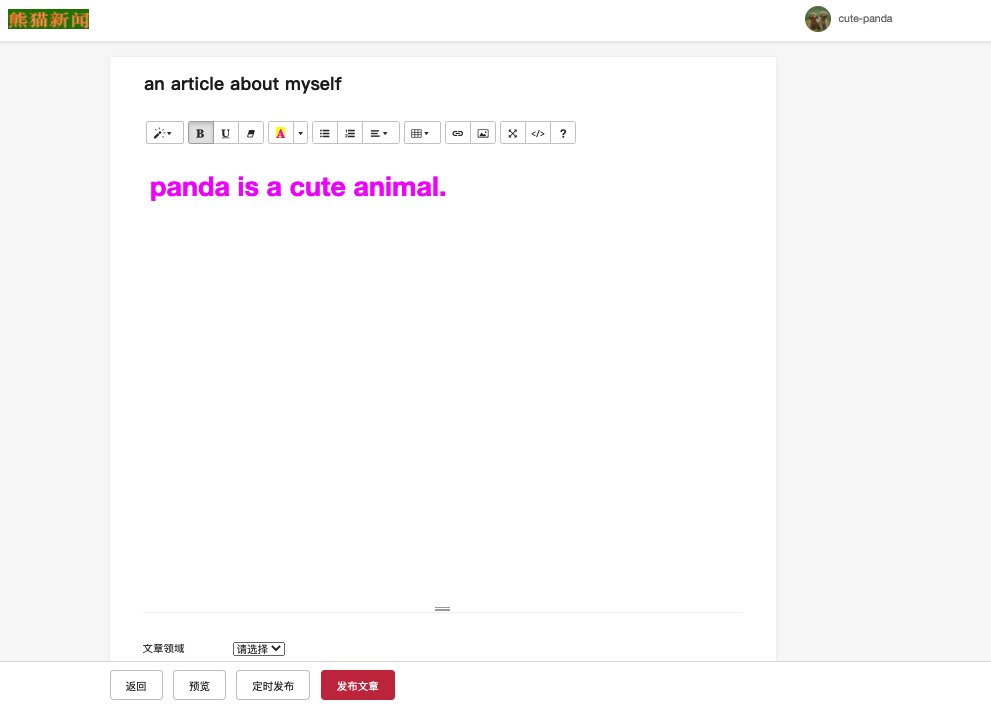 熊猫新闻
cute-panda
an article about myself
B U A </> ?
panda is a cute animal.
文章领域 请选择
返回 预览 定时发布 发布文章